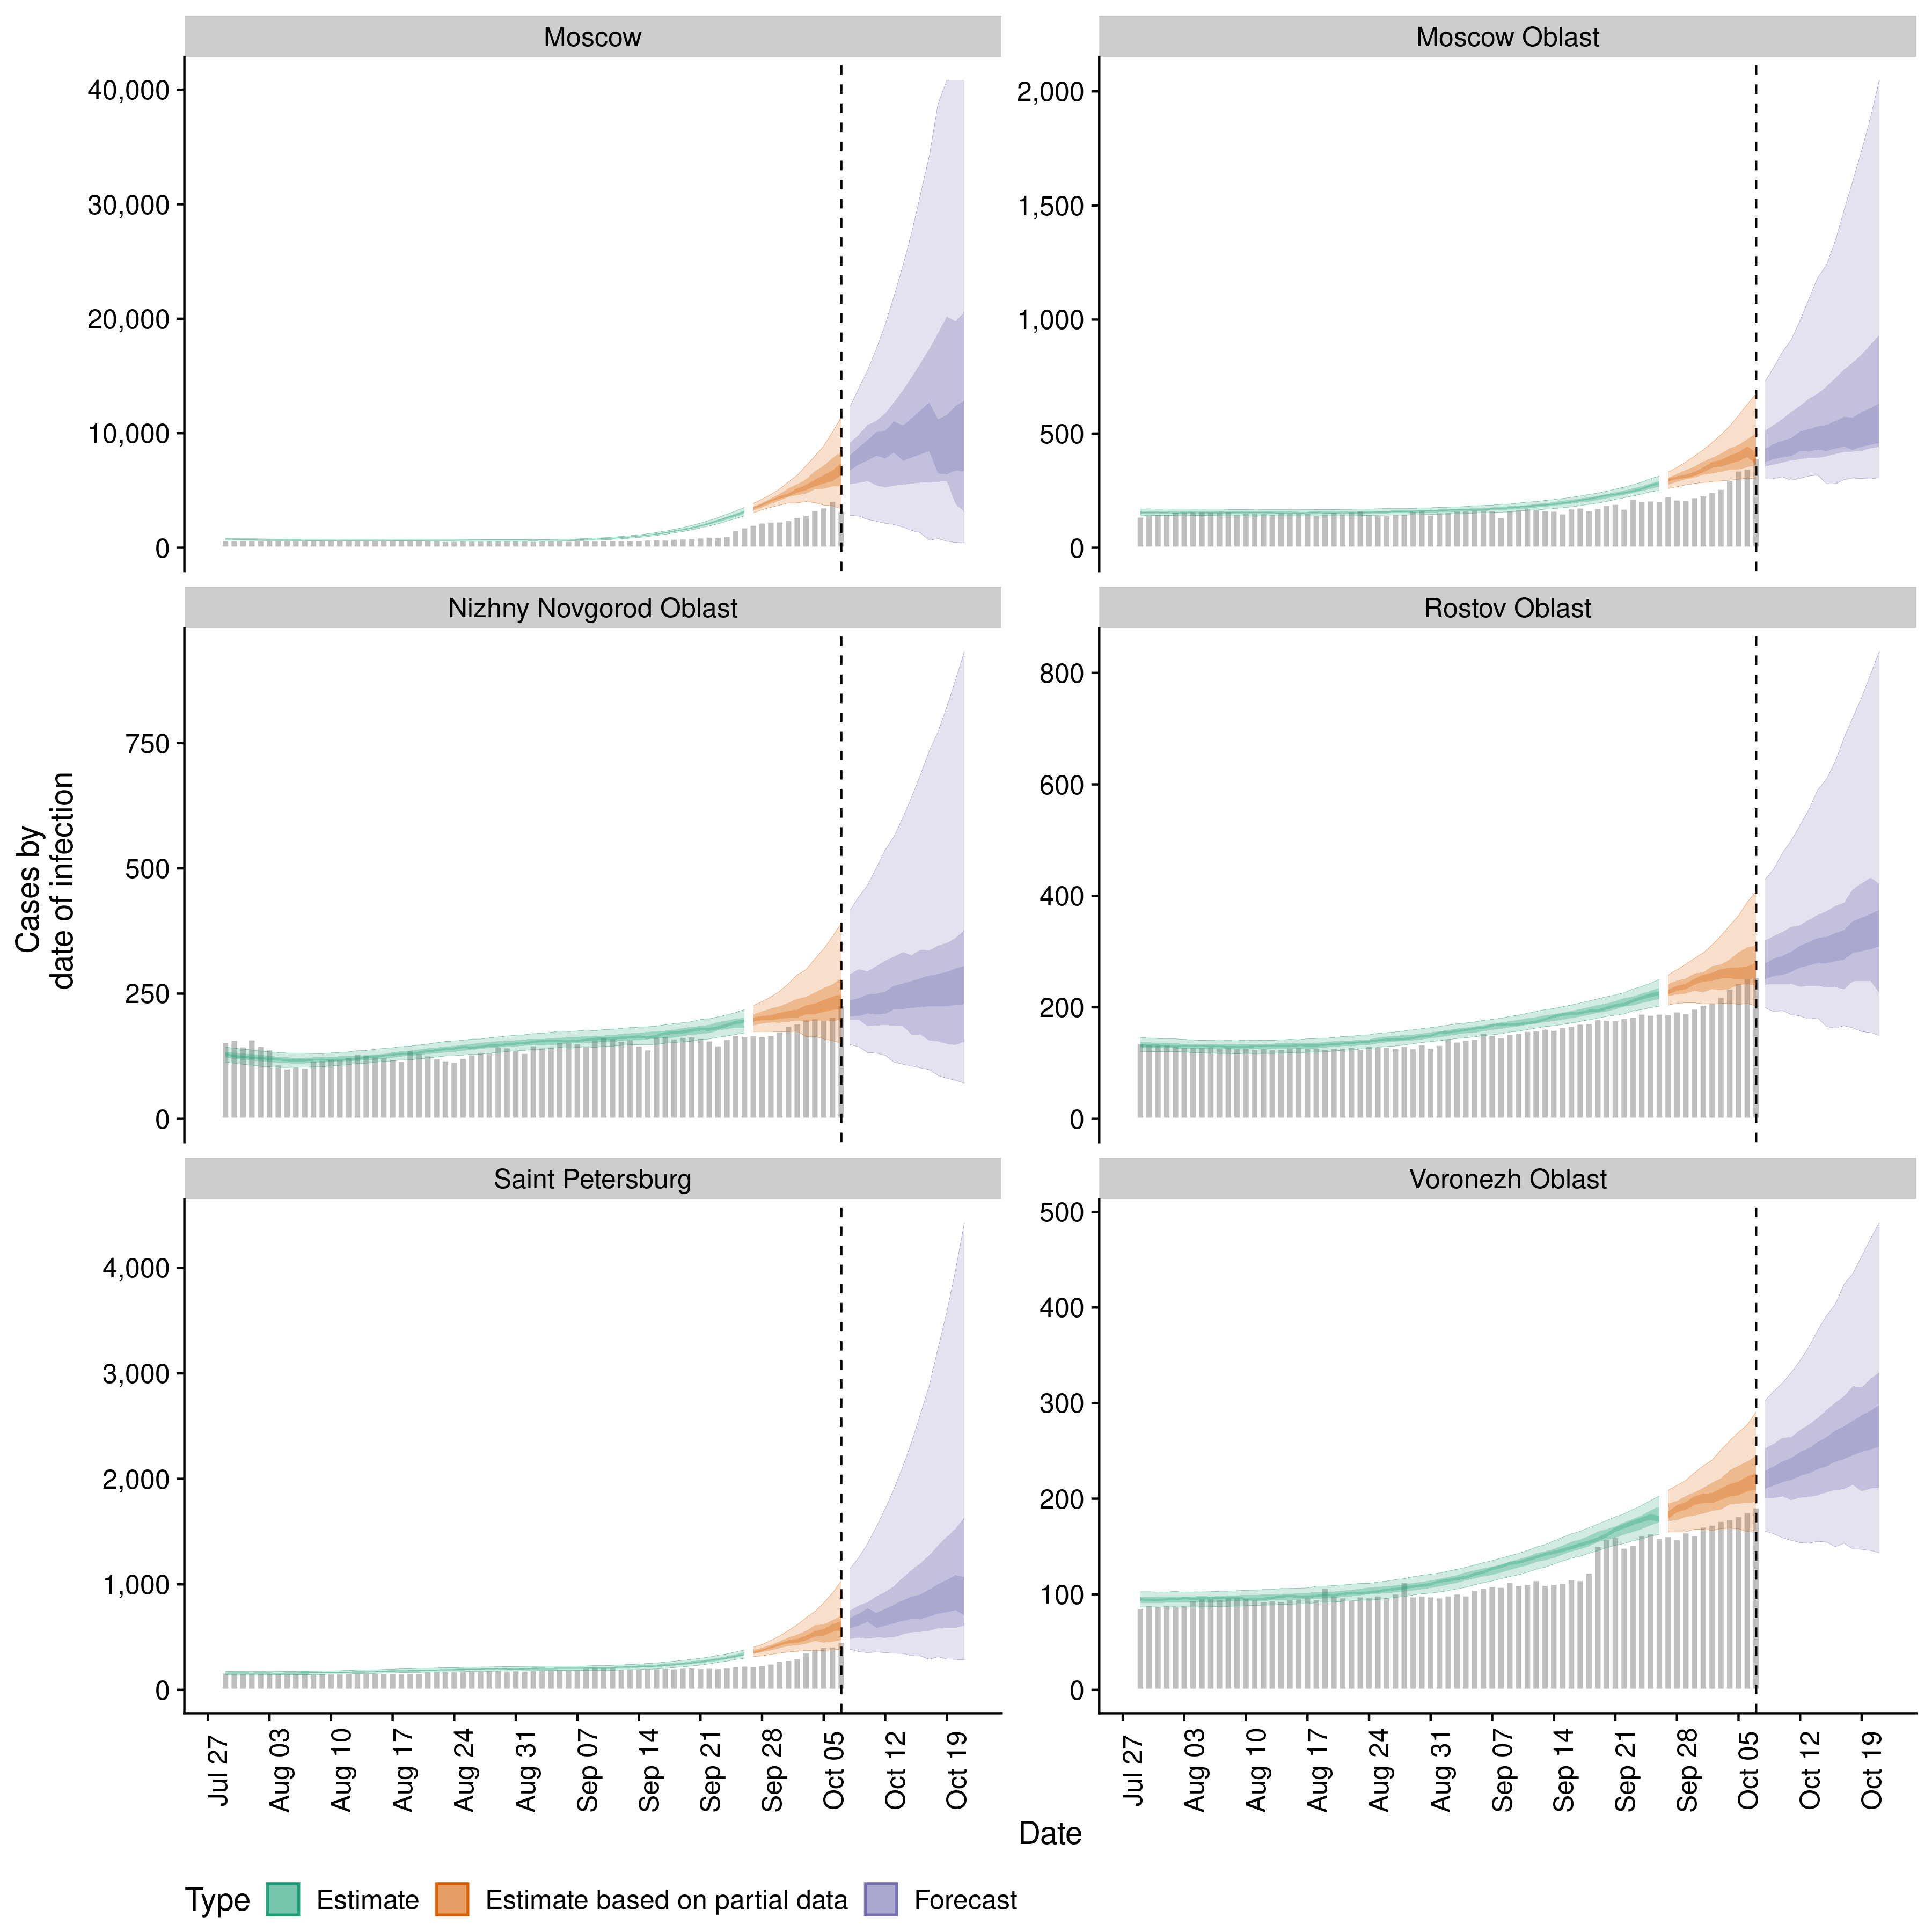 Moscow
Moscow Oblast
40,000
30,000
20,000
10,000
0
2,000
1,500
1,000
500
0
Nizhny Novgorod Oblast
Rostov Oblast
750
500
250
0
800
600
400
200
0
Saint Petersburg
Voronezh Oblast
4,000
3,000
2,000
1,000
0
500
400
300
200
100
0
Cases by
date of infection
Jul 27
Aug 03
Aug 10
Aug 17
Aug 24
Aug 31
Sep 07
Sep 14
Sep 21
Sep 28
Oct 05
Oct 12
Oct 19
Jul 27
Aug 03
Aug 10
Aug 17
Aug 24
Aug 31
Sep 07
Sep 14
Sep 21
Sep 28
Oct 05
Oct 12
Oct 19
Date
Type Estimate Estimate based on partial data Forecast